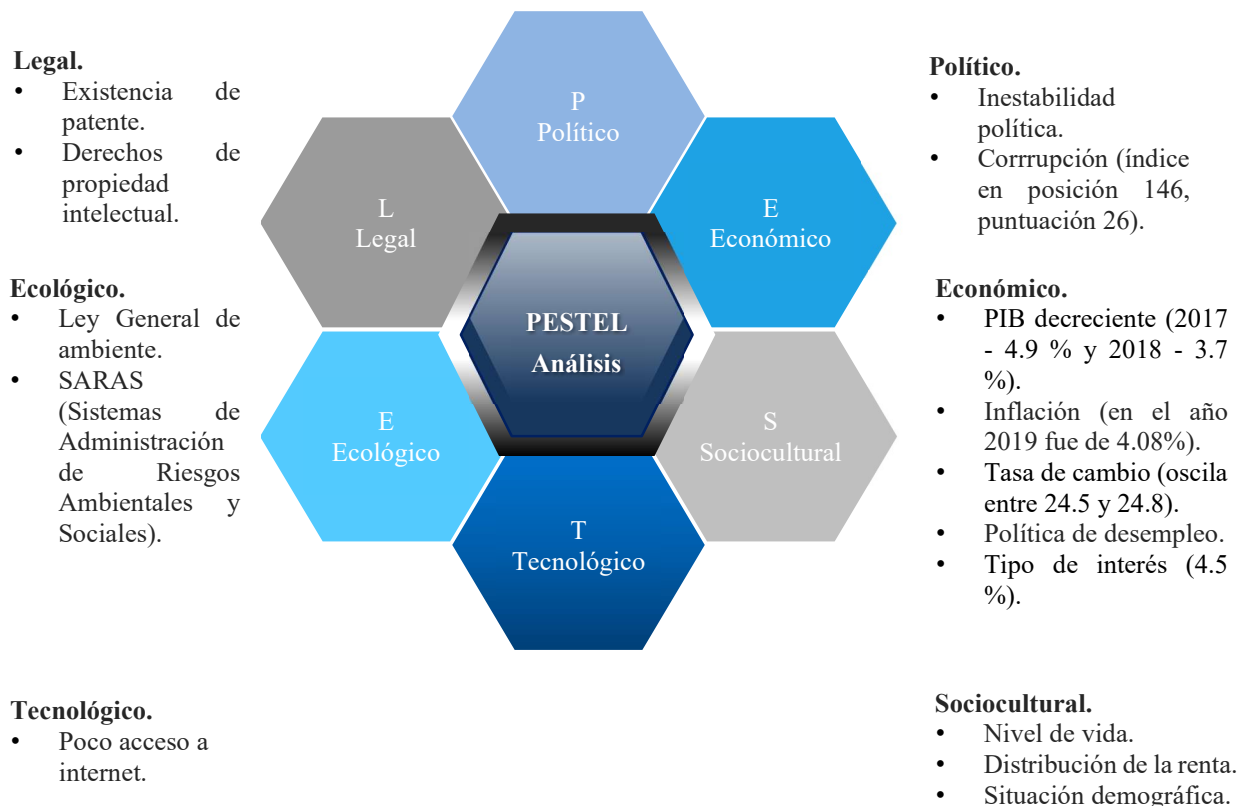 Legal.
• Existencia de
patente.
• Derechos de
propiedad
intelectual.
Ecológico.
• Ley General de
ambiente.
• SARAS
(Sistemas de
Administración
de Riesgos
Ambientales y
Sociales).
Tecnológico.
• Poco acceso a
internet.
P
Político
L
Legal
E
Económico
PESTEL
Análisis
E
Ecológico
S
Sociocultural
T
Tecnológico
Político.
• Inestabilidad
política.
• Corrrupción (índice
en posición 146,
puntuación 26).
Económico.
• PIB decreciente (2017
- 4.9 % y 2018 - 3.7
%).
• Inflación (en el año
2019 fue de 4.08%).
• Tasa de cambio (oscila
entre 24.5 y 24.8).
• Política de desempleo.
• Tipo de interés (4.5
%).
Sociocultural.
• Nivel de vida.
• Distribución de la renta.
• Situación demográfica.